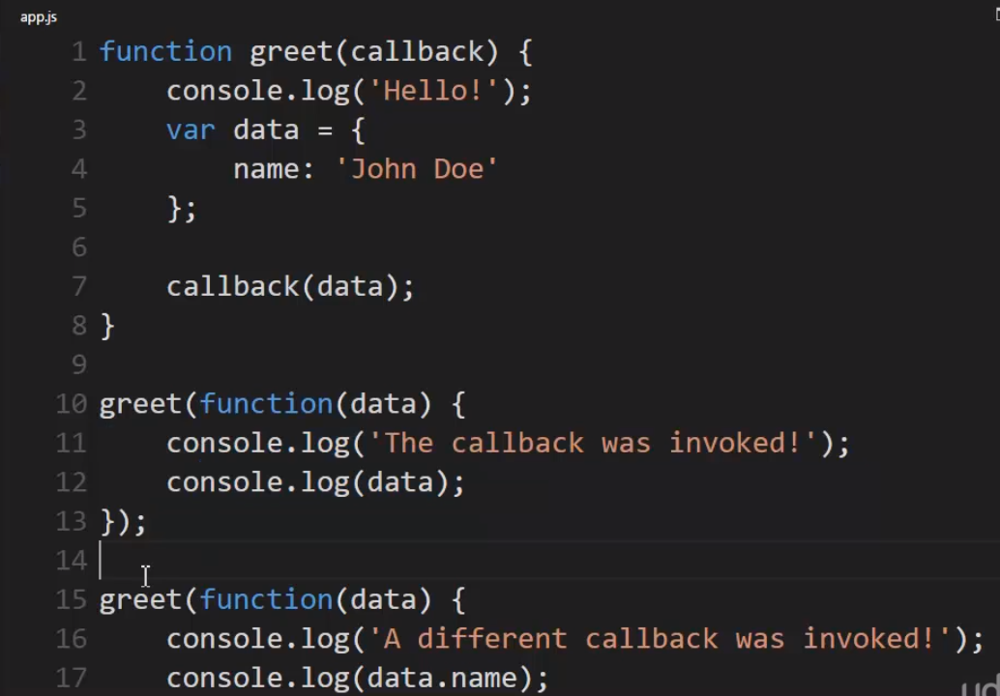 app.js
1 function greet(callback) {
2     console.log('Hello!');
3     var data = {
4         name: 'John Doe'
5     };
6
7     callback(data);
8 }
9
10 greet(function(data) {
11     console.log('The callback was invoked!');
12     console.log(data);
13 });
14
15 greet(function(data) {
16     console.log('A different callback was invoked!');
17     console.log(data.name);